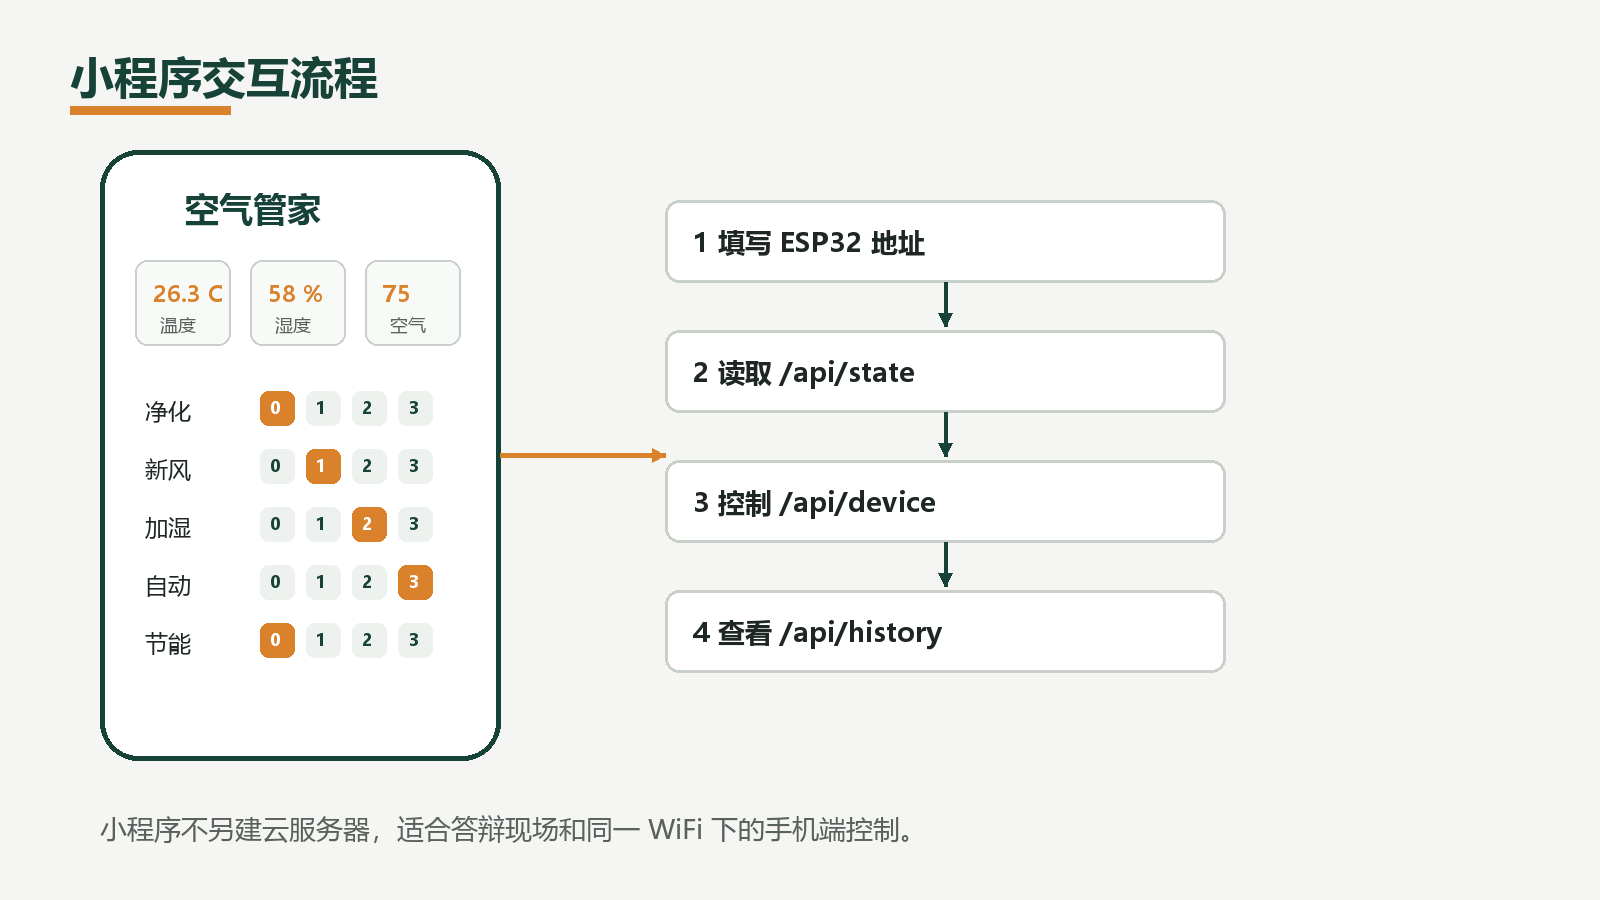 小程序交互流程
空气管家
26.3 C 58 % 75
温度 湿度 空气
净化 0 1 2 3
新风 0 1 2 3
加湿 0 1 2 3
自动 0 1 2 3
节能 0 1 2 3
1 填写 ESP32 地址
2 读取 /api/state
3 控制 /api/device
4 查看 /api/history
小程序不另建云服务器，适合答辩现场和同一 WiFi 下的手机端控制。